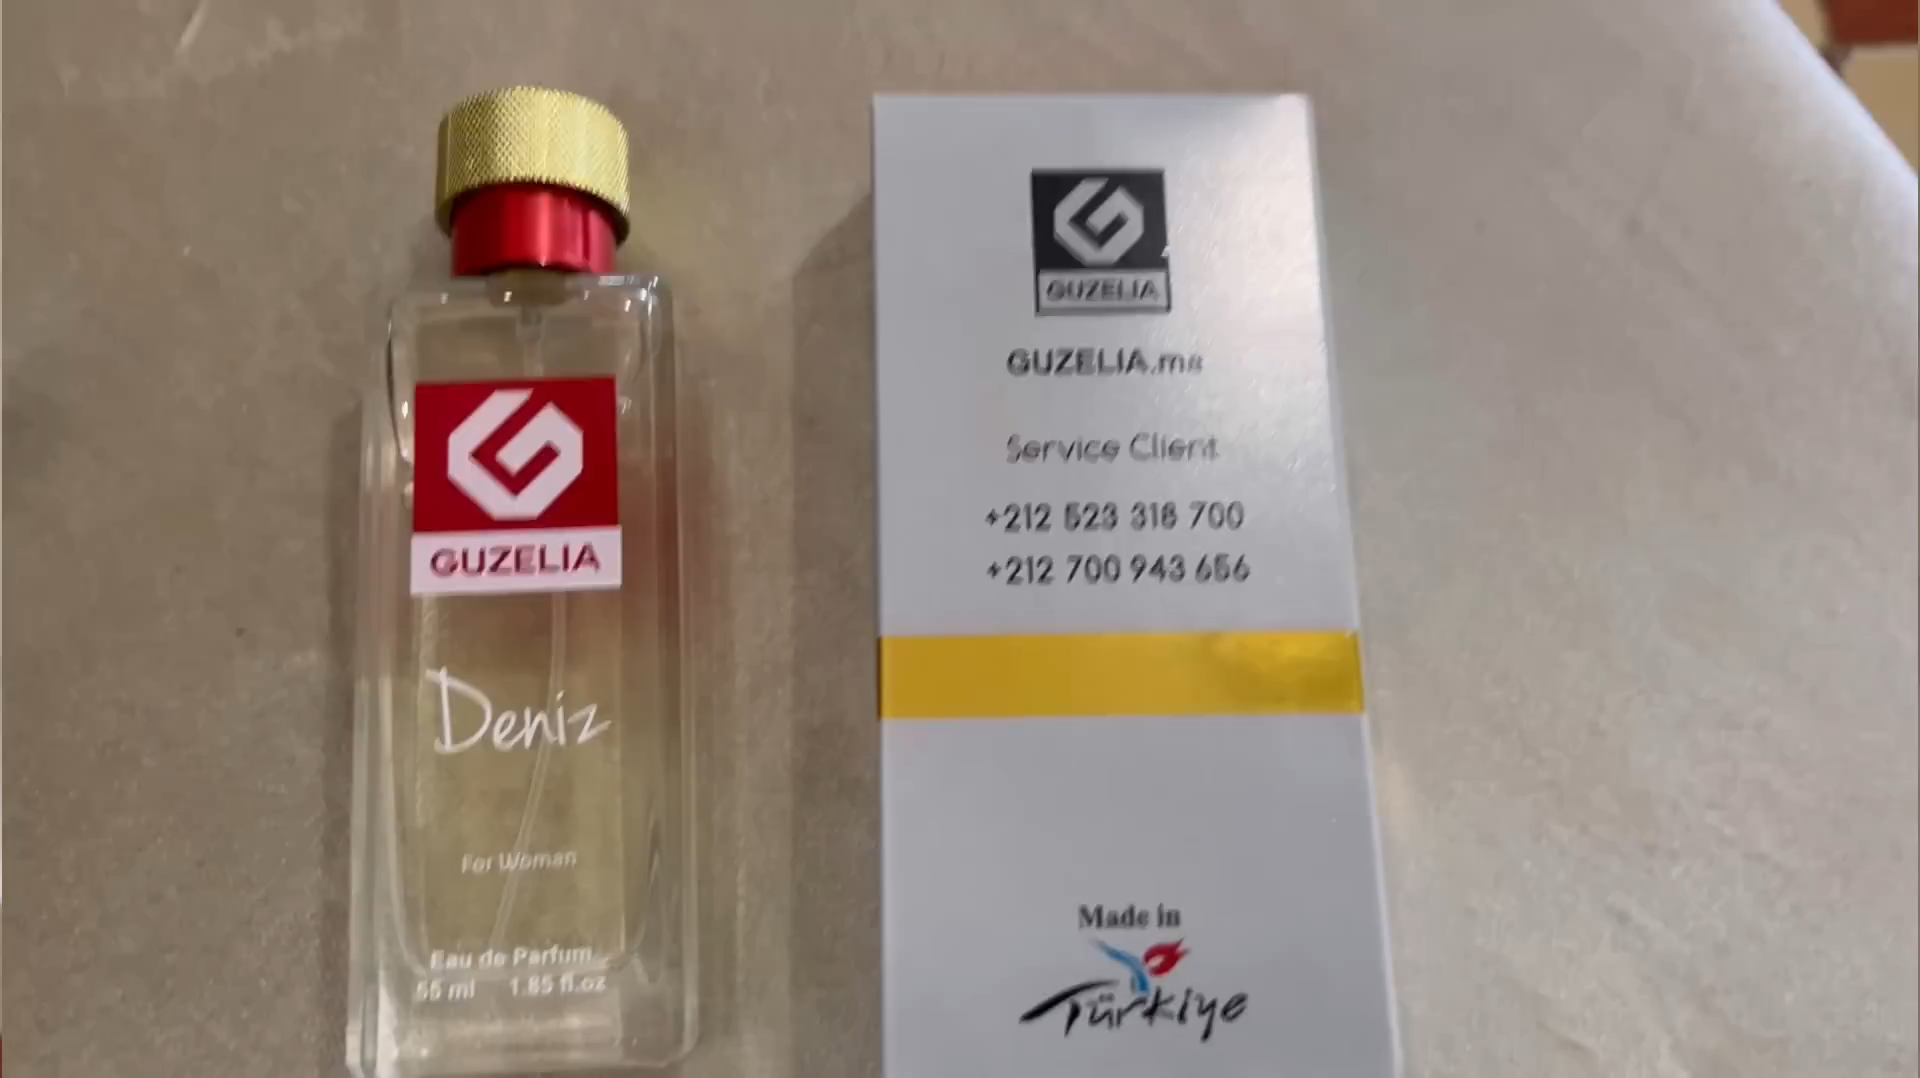 GUZELIA
Deniz
For Woman
Eau de Parfum
55 ml 1.85 fl.oz
GUZELIA
GUZELIA.ma
Service Client
+212 523 318 700
+212 700 943 656
Made in
Türkiye